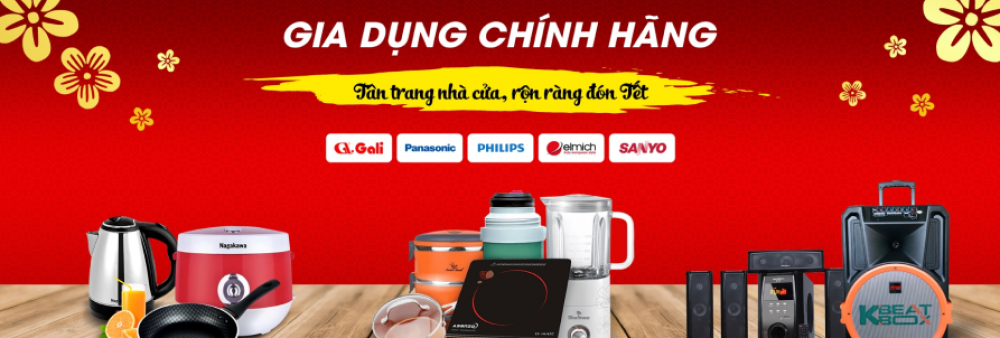 GIA DỤNG CHÍNH HÃNG
Tân trang nhà cửa, rộn ràng đón Tết
Gali
Panasonic
PHILIPS
elmich
SANYO
Nagakawa
KBEAT
BOX